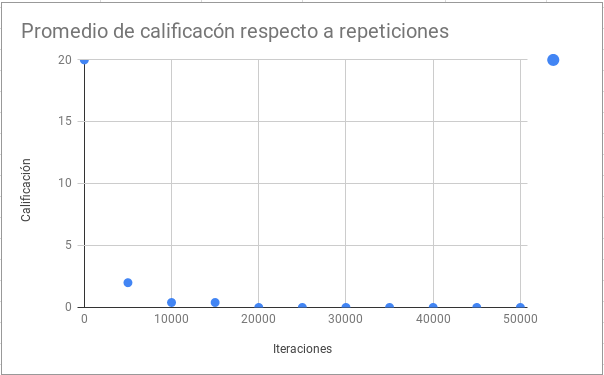 Promedio de calificacón respecto a repeticiones
20
15
10
5
0
Calificación
0 10000 20000 30000 40000 50000
Iteraciones